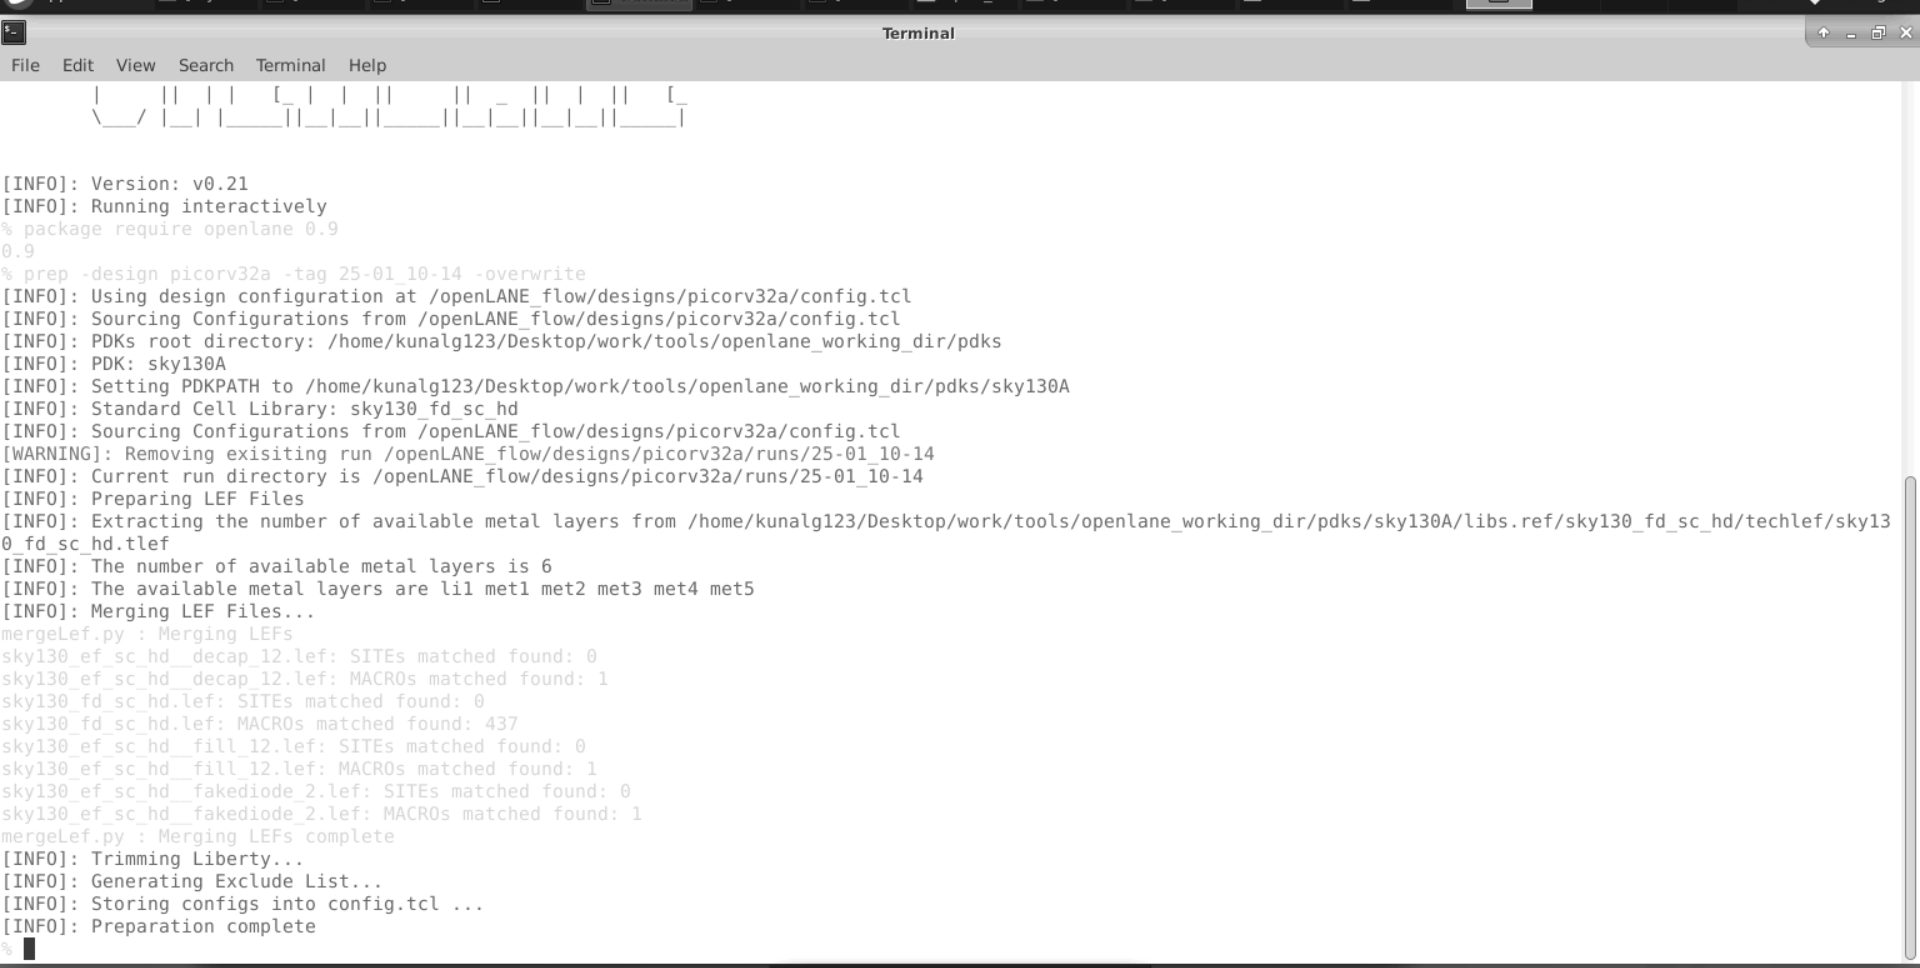 Terminal
File Edit View Search Terminal Help
[INFO]: Version: v0.21
[INFO]: Running interactively
% package require openlane 0.9
0.9
% prep -design picorv32a -tag 25-01_10-14 -overwrite
[INFO]: Using design configuration at /openLANE_flow/designs/picorv32a/config.tcl
[INFO]: Sourcing Configurations from /openLANE_flow/designs/picorv32a/config.tcl
[INFO]: PDKs root directory: /home/kunalg123/Desktop/work/tools/openlane_working_dir/pdks
[INFO]: PDK: sky130A
[INFO]: Setting PDKPATH to /home/kunalg123/Desktop/work/tools/openlane_working_dir/pdks/sky130A
[INFO]: Standard Cell Library: sky130_fd_sc_hd
[INFO]: Sourcing Configurations from /openLANE_flow/designs/picorv32a/config.tcl
[WARNING]: Removing exisiting run /openLANE_flow/designs/picorv32a/runs/25-01_10-14
[INFO]: Current run directory is /openLANE_flow/designs/picorv32a/runs/25-01_10-14
[INFO]: Preparing LEF Files
[INFO]: Extracting the number of available metal layers from /home/kunalg123/Desktop/work/tools/openlane_working_dir/pdks/sky130A/libs.ref/sky130_fd_sc_hd/techlef/sky13
0_fd_sc_hd.tlef
[INFO]: The number of available metal layers is 6
[INFO]: The available metal layers are li1 met1 met2 met3 met4 met5
[INFO]: Merging LEF Files...
mergeLef.py : Merging LEFs
sky130_ef_sc_hd__decap_12.lef: SITEs matched found: 0
sky130_ef_sc_hd__decap_12.lef: MACROs matched found: 1
sky130_fd_sc_hd.lef: SITEs matched found: 0
sky130_fd_sc_hd.lef: MACROs matched found: 437
sky130_ef_sc_hd__fill_12.lef: SITEs matched found: 0
sky130_ef_sc_hd__fill_12.lef: MACROs matched found: 1
sky130_ef_sc_hd__fakediode_2.lef: SITEs matched found: 0
sky130_ef_sc_hd__fakediode_2.lef: MACROs matched found: 1
mergeLef.py : Merging LEFs complete
[INFO]: Trimming Liberty...
[INFO]: Generating Exclude List...
[INFO]: Storing configs into config.tcl ...
[INFO]: Preparation complete
%